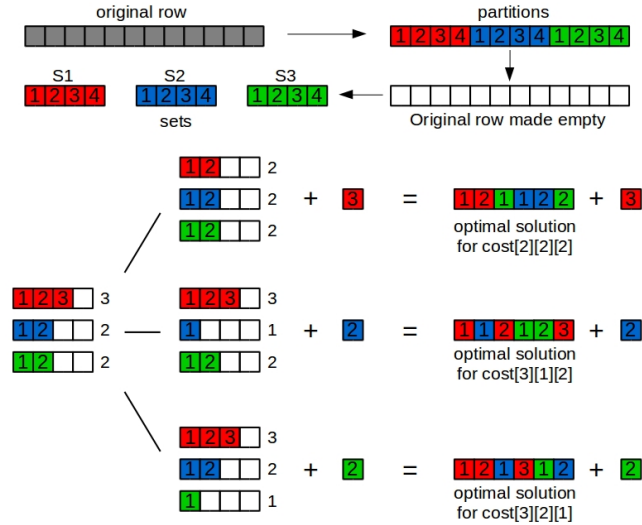 original row
partitions
1 2 3 4 1 2 3 4 1 2 3 4
S1 S2 S3
1 2 3 4 1 2 3 4 1 2 3 4
sets
Original row made empty
1 2 2
1 2 2 + 3 = 1 2 1 1 2 2 + 3
1 2 2
optimal solution
for cost[2][2][2]
1 2 3 3
1 2 2
1 2 2
1 2 3 3
1 1 + 2 = 1 1 2 1 2 3 + 2
1 2 2
optimal solution
for cost[3][1][2]
1 2 3 3
1 2 2 + 2 = 1 2 1 3 1 2 + 2
1 1
optimal solution
for cost[3][2][1]